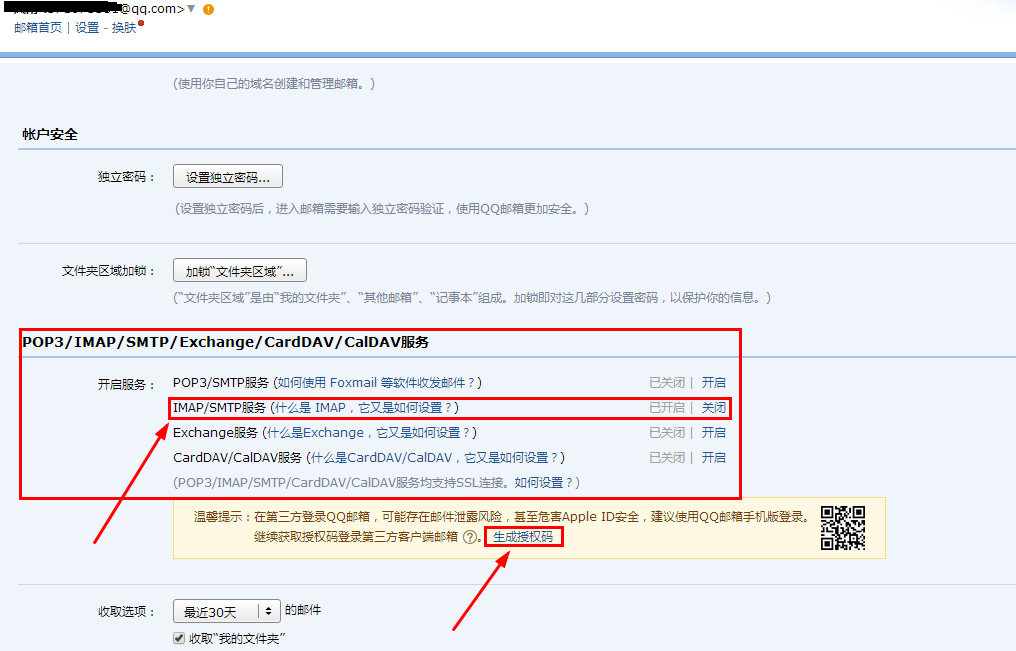 @qq.com>
邮箱首页 | 设置 - 换肤
(使用你自己的域名创建和管理邮箱。)
帐户安全
独立密码： 设置独立密码...
(设置独立密码后，进入邮箱需要输入独立密码验证，使用QQ邮箱更加安全。)
文件夹区域加锁： 加锁“文件夹区域”...
(“文件夹区域”是由“我的文件夹”、“其他邮箱”、“记事本”组成。加锁即对这几部分设置密码，以保护你的信息。)
POP3/IMAP/SMTP/Exchange/CardDAV/CalDAV服务
开启服务： POP3/SMTP服务 (如何使用 Foxmail 等软件收发邮件？) 已关闭 | 开启
IMAP/SMTP服务 (什么是 IMAP，它又是如何设置？) 已开启 | 关闭
Exchange服务 (什么是Exchange，它又是如何设置？) 已关闭 | 开启
CardDAV/CalDAV服务 (什么是CardDAV/CalDAV，它又是如何设置？) 已关闭 | 开启
(POP3/IMAP/SMTP/CardDAV/CalDAV服务均支持SSL连接。如何设置？)
温馨提示：在第三方登录QQ邮箱，可能存在邮件泄露风险，甚至危害Apple ID安全，建议使用QQ邮箱手机版登录。
继续获取授权码登录第三方客户端邮箱 ?。 生成授权码
收取选项： 最近30天 的邮件
收取“我的文件夹”